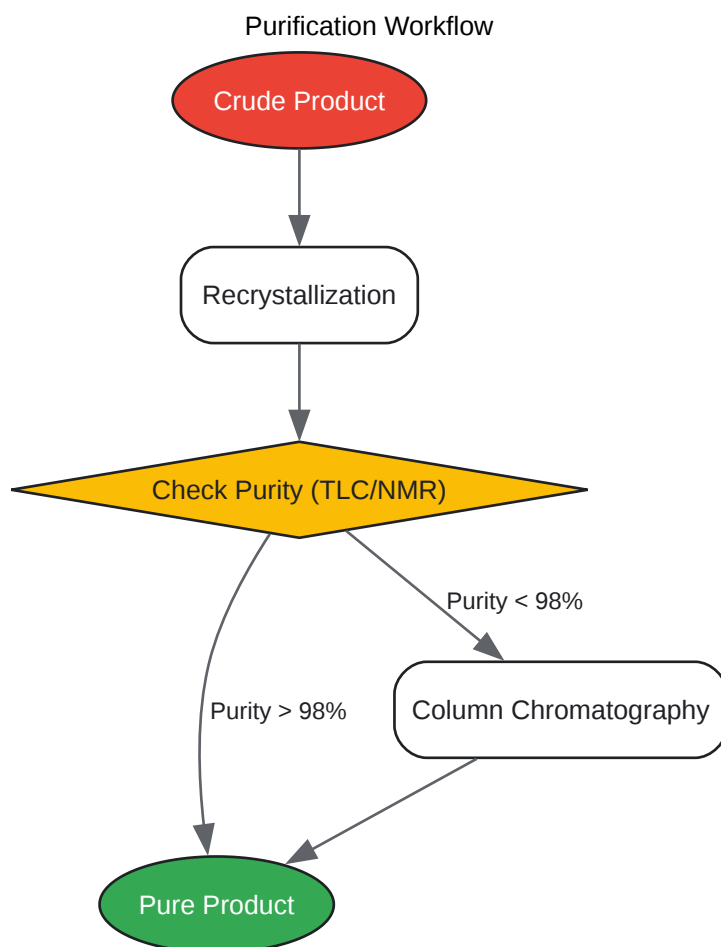 Purification Workflow
Crude Product
Recrystallization
Check Purity (TLC/NMR)
Purity < 98%
Column Chromatography
Purity > 98%
Pure Product